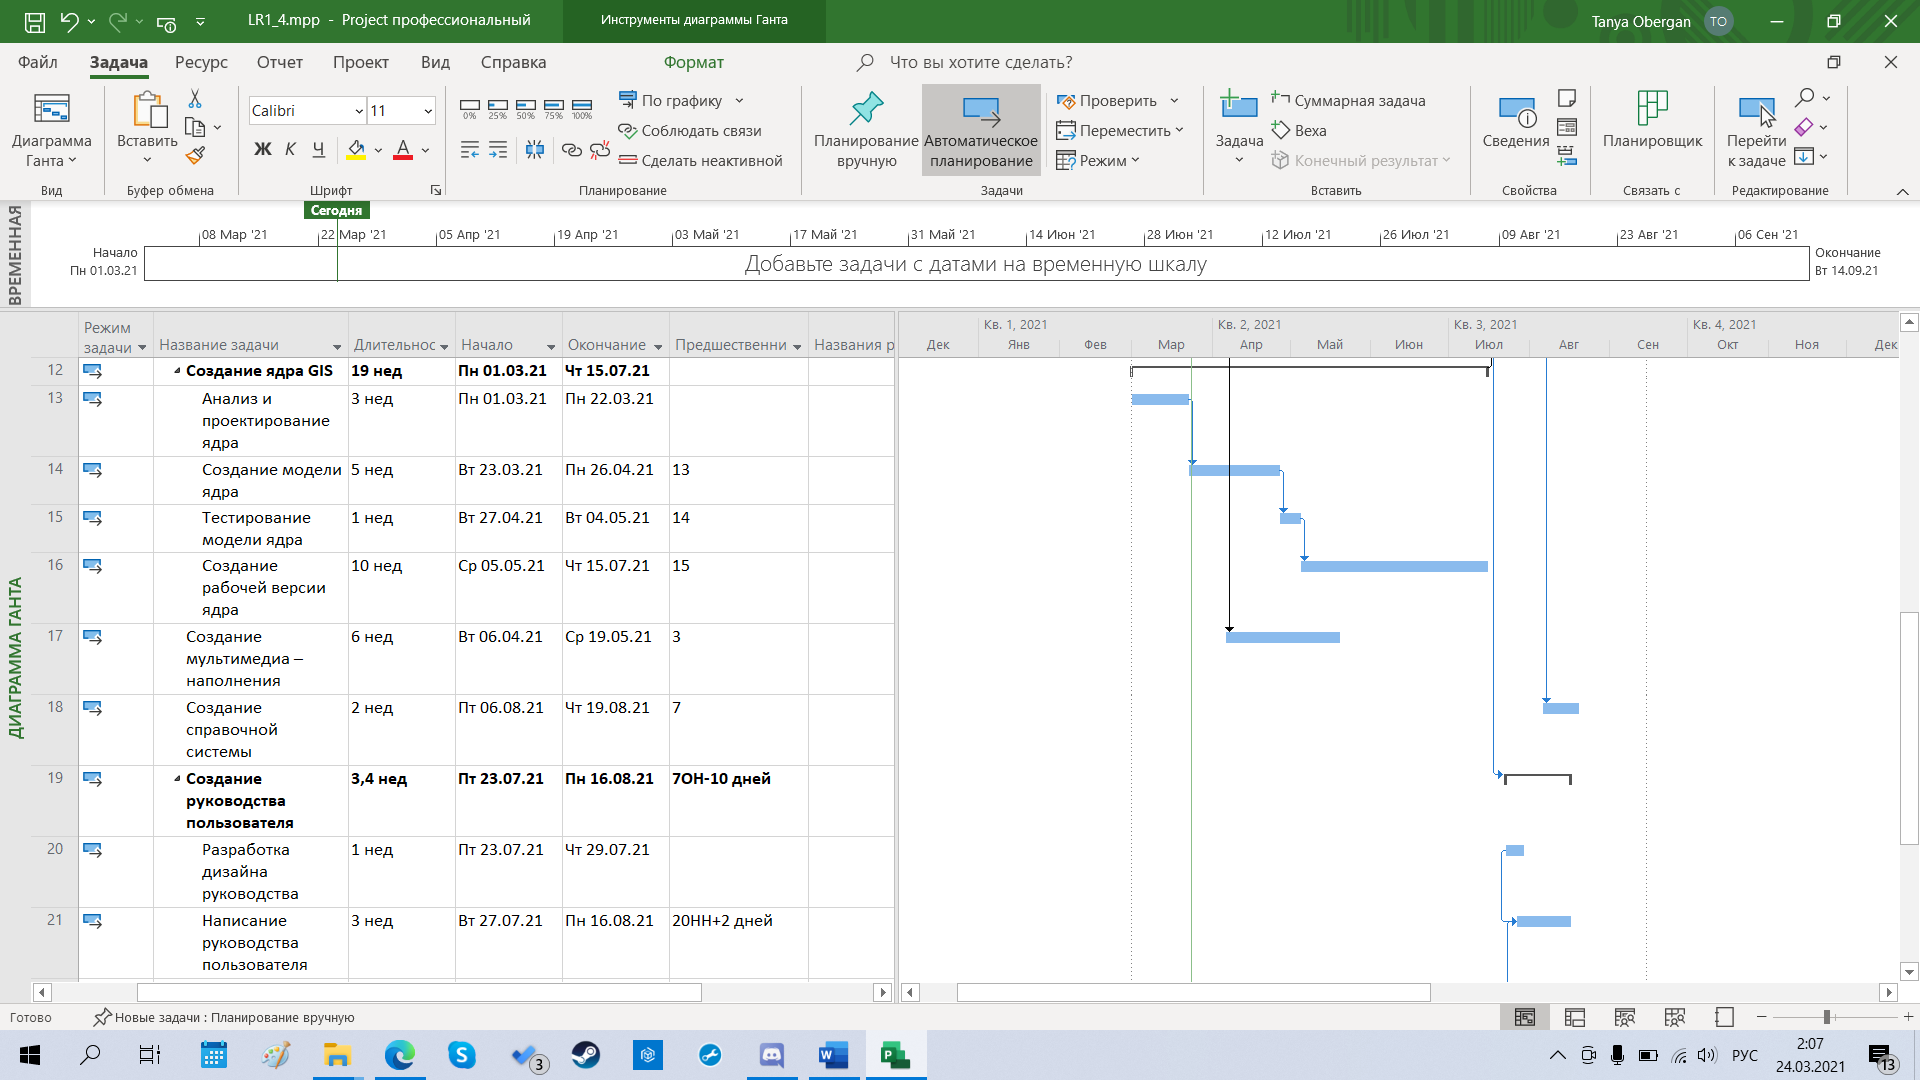 LR1_4.mpp - Project профессиональный
Инструменты диаграммы Ганта
Tanya Obergan
TO
Файл
Задача
Ресурс
Отчет
Проект
Вид
Справка
Формат
Что вы хотите сделать?
Диаграмма Ганта
Вид
Вставить
Буфер обмена
Calibri
11
Ж К Ч
А
Шрифт
0% 25% 50% 75% 100%
По графику
Соблюдать связи
Сделать неактивной
Планирование
Планирование вручную
Автоматическое планирование
Проверить
Переместить
Режим
Задачи
Задача
Суммарная задача
Веха
Конечный результат
Вставить
Сведения
Свойства
Планировщик
Связать с
Перейти к задаче
Редактирование
ВРЕМЕННАЯ
Сегодня
08 Мар '21
22 Мар '21
05 Апр '21
19 Апр '21
03 Май '21
17 Май '21
31 Май '21
14 Июн '21
28 Июн '21
12 Июл '21
26 Июл '21
09 Авг '21
23 Авг '21
06 Сен '21
Начало
Пн 01.03.21
Добавьте задачи с датами на временную шкалу
Окончание
Вт 14.09.21
ДИАГРАММА ГАНТА
Режим задачи
Название задачи
Длительнос
Начало
Окончание
Предшественни
Названия р
Кв. 1, 2021
Кв. 2, 2021
Кв. 3, 2021
Кв. 4, 2021
Дек Янв Фев Мар Апр Май Июн Июл Авг Сен Окт Ноя Дек
12 Создание ядра GIS 19 нед Пн 01.03.21 Чт 15.07.21
13 Анализ и проектирование ядра 3 нед Пн 01.03.21 Пн 22.03.21
14 Создание модели ядра 5 нед Вт 23.03.21 Пн 26.04.21 13
15 Тестирование модели ядра 1 нед Вт 27.04.21 Вт 04.05.21 14
16 Создание рабочей версии ядра 10 нед Ср 05.05.21 Чт 15.07.21 15
17 Создание мультимедиа – наполнения 6 нед Вт 06.04.21 Ср 19.05.21 3
18 Создание справочной системы 2 нед Пт 06.08.21 Чт 19.08.21 7
19 Создание руководства пользователя 3,4 нед Пт 23.07.21 Пн 16.08.21 7ОН-10 дней
20 Разработка дизайна руководства 1 нед Пт 23.07.21 Чт 29.07.21
21 Написание руководства пользователя 3 нед Вт 27.07.21 Пн 16.08.21 20НН+2 дней
Готово
Новые задачи : Планирование вручную
3
РУС
2:07
24.03.2021
13